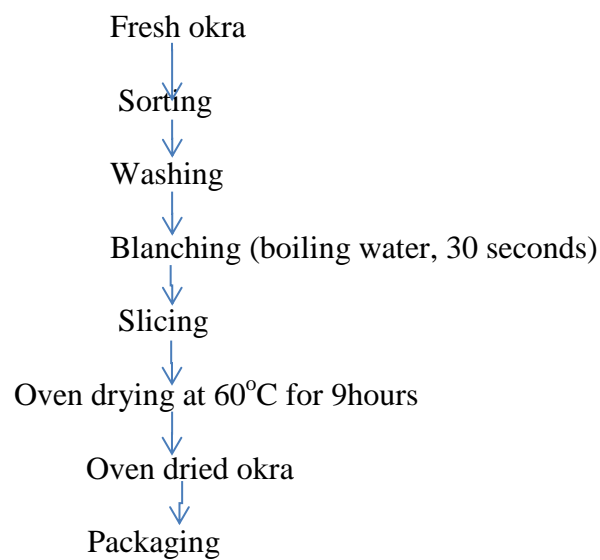 Fresh okra
Sorting
Washing
Blanching (boiling water, 30 seconds)
Slicing
Oven drying at 60°C for 9hours
Oven dried okra
Packaging